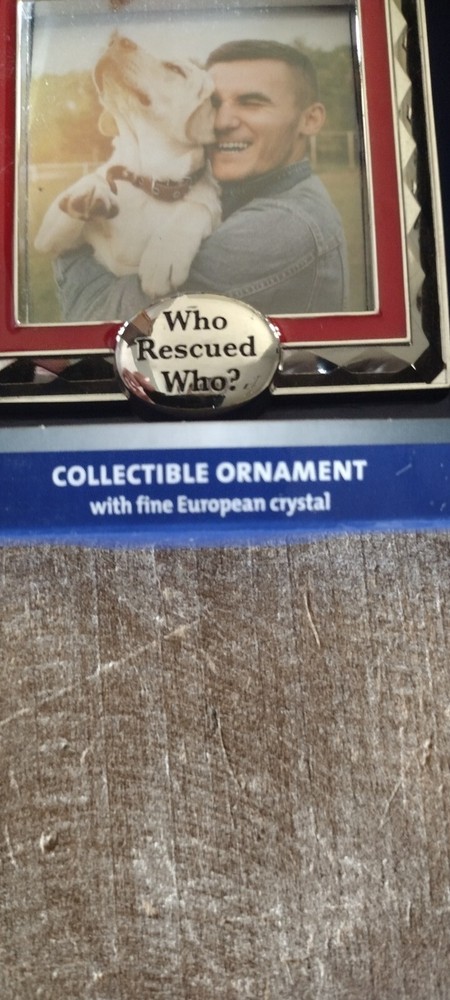 Who
Rescued
Who?
COLLECTIBLE ORNAMENT
with fine European crystal